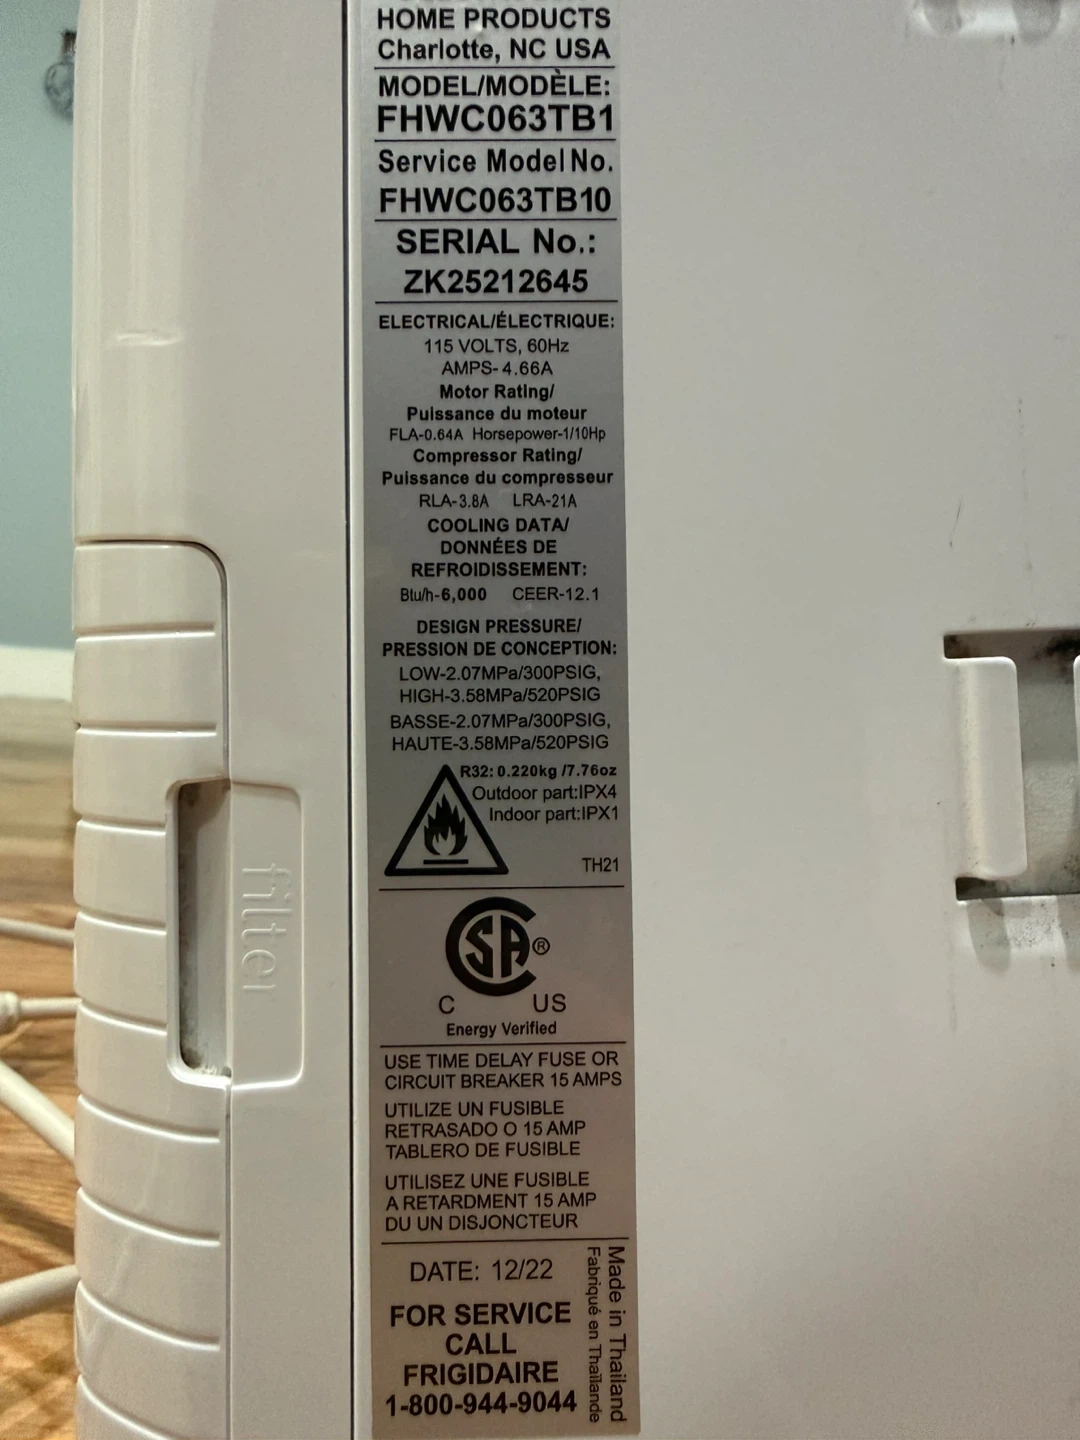 HOME PRODUCTS
Charlotte, NC USA
MODEL/MODÈLE:
FHWC063TB1
Service Model No.
FHWC063TB10
SERIAL No.:
ZK25212645
ELECTRICAL/ÉLECTRIQUE:
115 VOLTS, 60Hz
AMPS-4.66A
Motor Rating/
Puissance du moteur
FLA-0.64A Horsepower-1/10Hp
Compressor Rating/
Puissance du compresseur
RLA-3.8A LRA-21A
COOLING DATA/
DONNÉES DE
REFROIDISSEMENT:
Btu/h-6,000 CEER-12.1
DESIGN PRESSURE/
PRESSION DE CONCEPTION:
LOW-2.07MPa/300PSIG,
HIGH-3.58MPa/520PSIG
BASSE-2.07MPa/300PSIG,
HAUTE-3.58MPa/520PSIG
R32: 0.220kg /7.76oz
Outdoor part:IPX4
Indoor part:IPX1
TH21
SA ®
C US
Energy Verified
USE TIME DELAY FUSE OR
CIRCUIT BREAKER 15 AMPS
UTILIZE UN FUSIBLE
RETRASADO O 15 AMP
TABLERO DE FUSIBLE
UTILISEZ UNE FUSIBLE
A RETARDMENT 15 AMP
DU UN DISJONCTEUR
DATE: 12/22
FOR SERVICE
CALL
FRIGIDAIRE
1-800-944-9044
Made in Thailand
Fabriqué en Thaïlande
filter